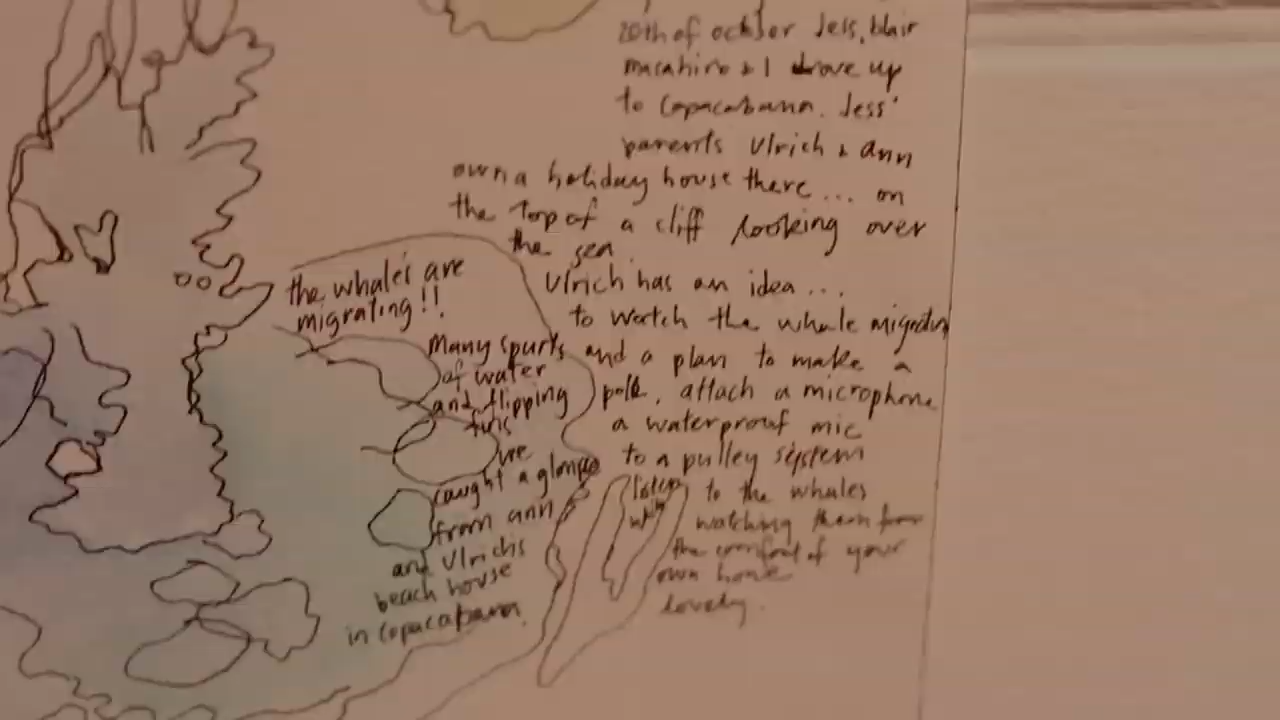 20th of october Jess, blair
masahiro & I drove up
to Copacabana. Jess'
parents Ulrich & ann
own a holiday house there... on
the top of a cliff looking over
the sea.
Ulrich has an idea...
to watch the whale migration
and a plan to make a
pole, attach a microphone
a waterproof mic
to a pulley system
listen to the whales
watching them from
the comfort of your
own home
lovely.
the whales are
migrating!!
Many spurts
of water
and flipping
fins
we
caught a glimpse
from ann
and Ulrichs
beach house
in Copacabana.